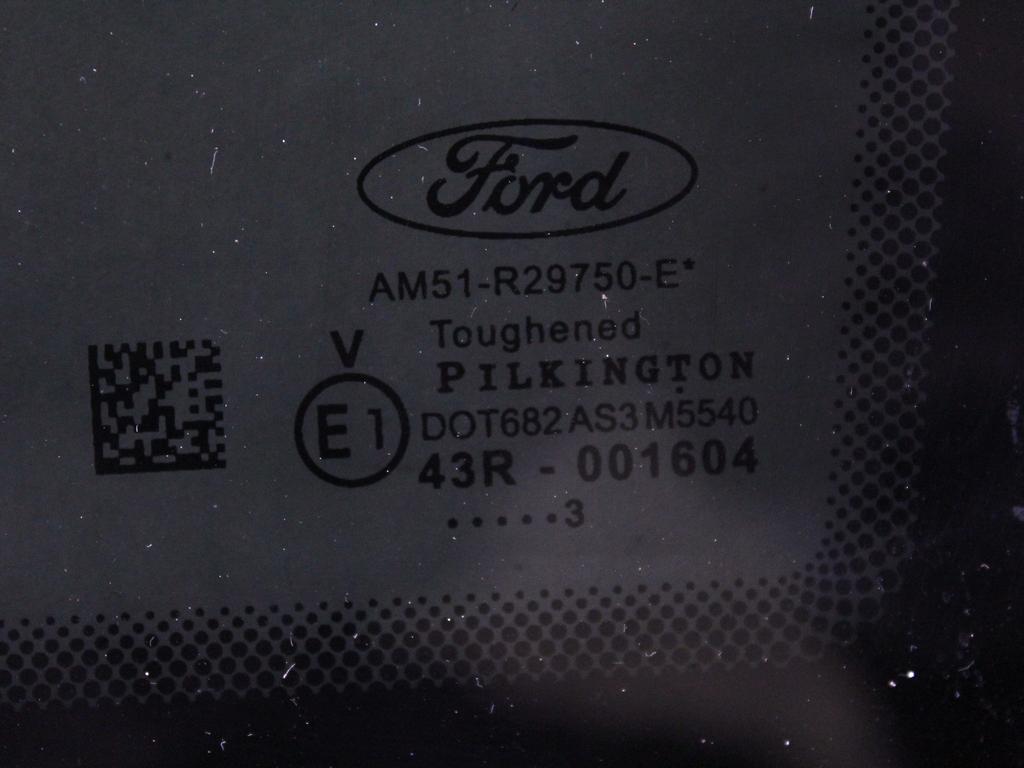 Ford
AM51-R29750-E*
Toughened
V
PILKINGTON
E1
DOT682 AS3 M5540
43R - 001604
.....3